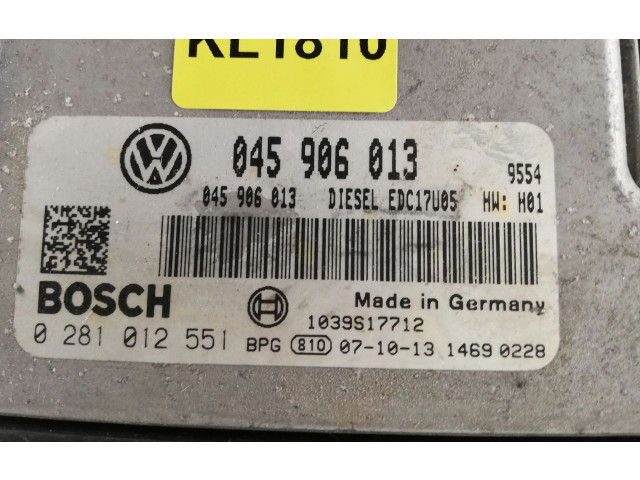 KE1810
045 906 013
9554
045 906 013 DIESEL EDC17U05 HW: H01
BOSCH
Made in Germany
1039S17712
0 281 012 551 BPG 810 07-10-13 1469 0228